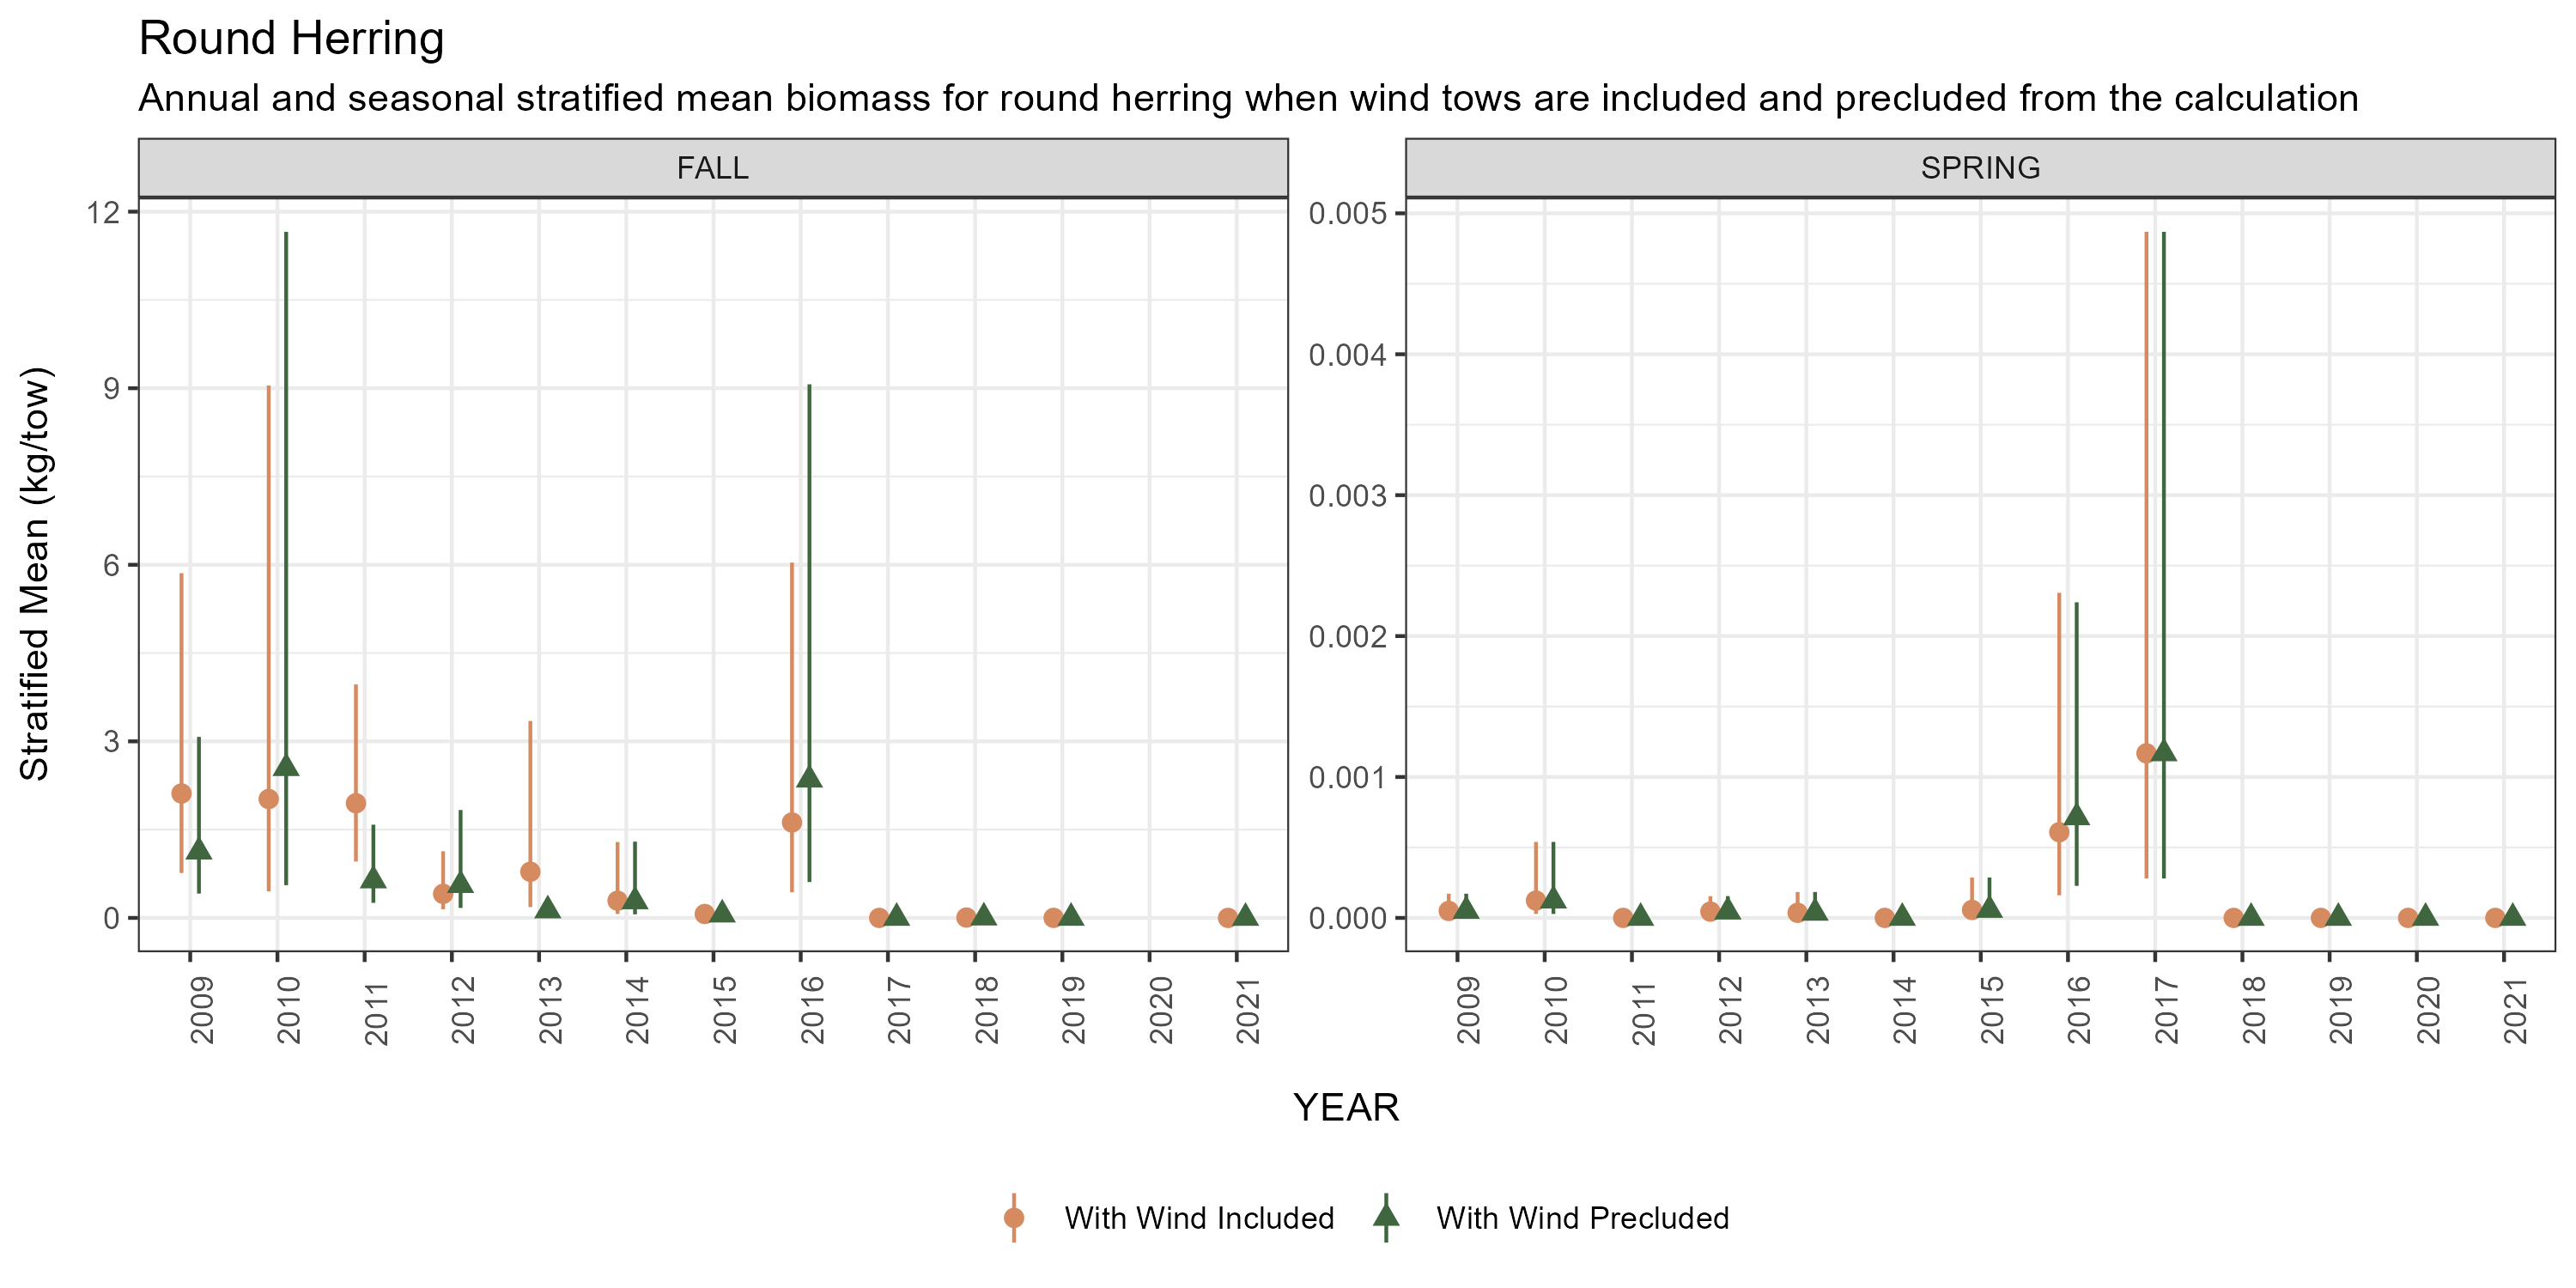 Round Herring
Annual and seasonal stratified mean biomass for round herring when wind tows are included and precluded from the calculation
FALL
SPRING
Stratified Mean (kg/tow)
12
9
6
3
0
0.005
0.004
0.003
0.002
0.001
0.000
2009 2010 2011 2012 2013 2014 2015 2016 2017 2018 2019 2020 2021
2009 2010 2011 2012 2013 2014 2015 2016 2017 2018 2019 2020 2021
YEAR
With Wind Included With Wind Precluded